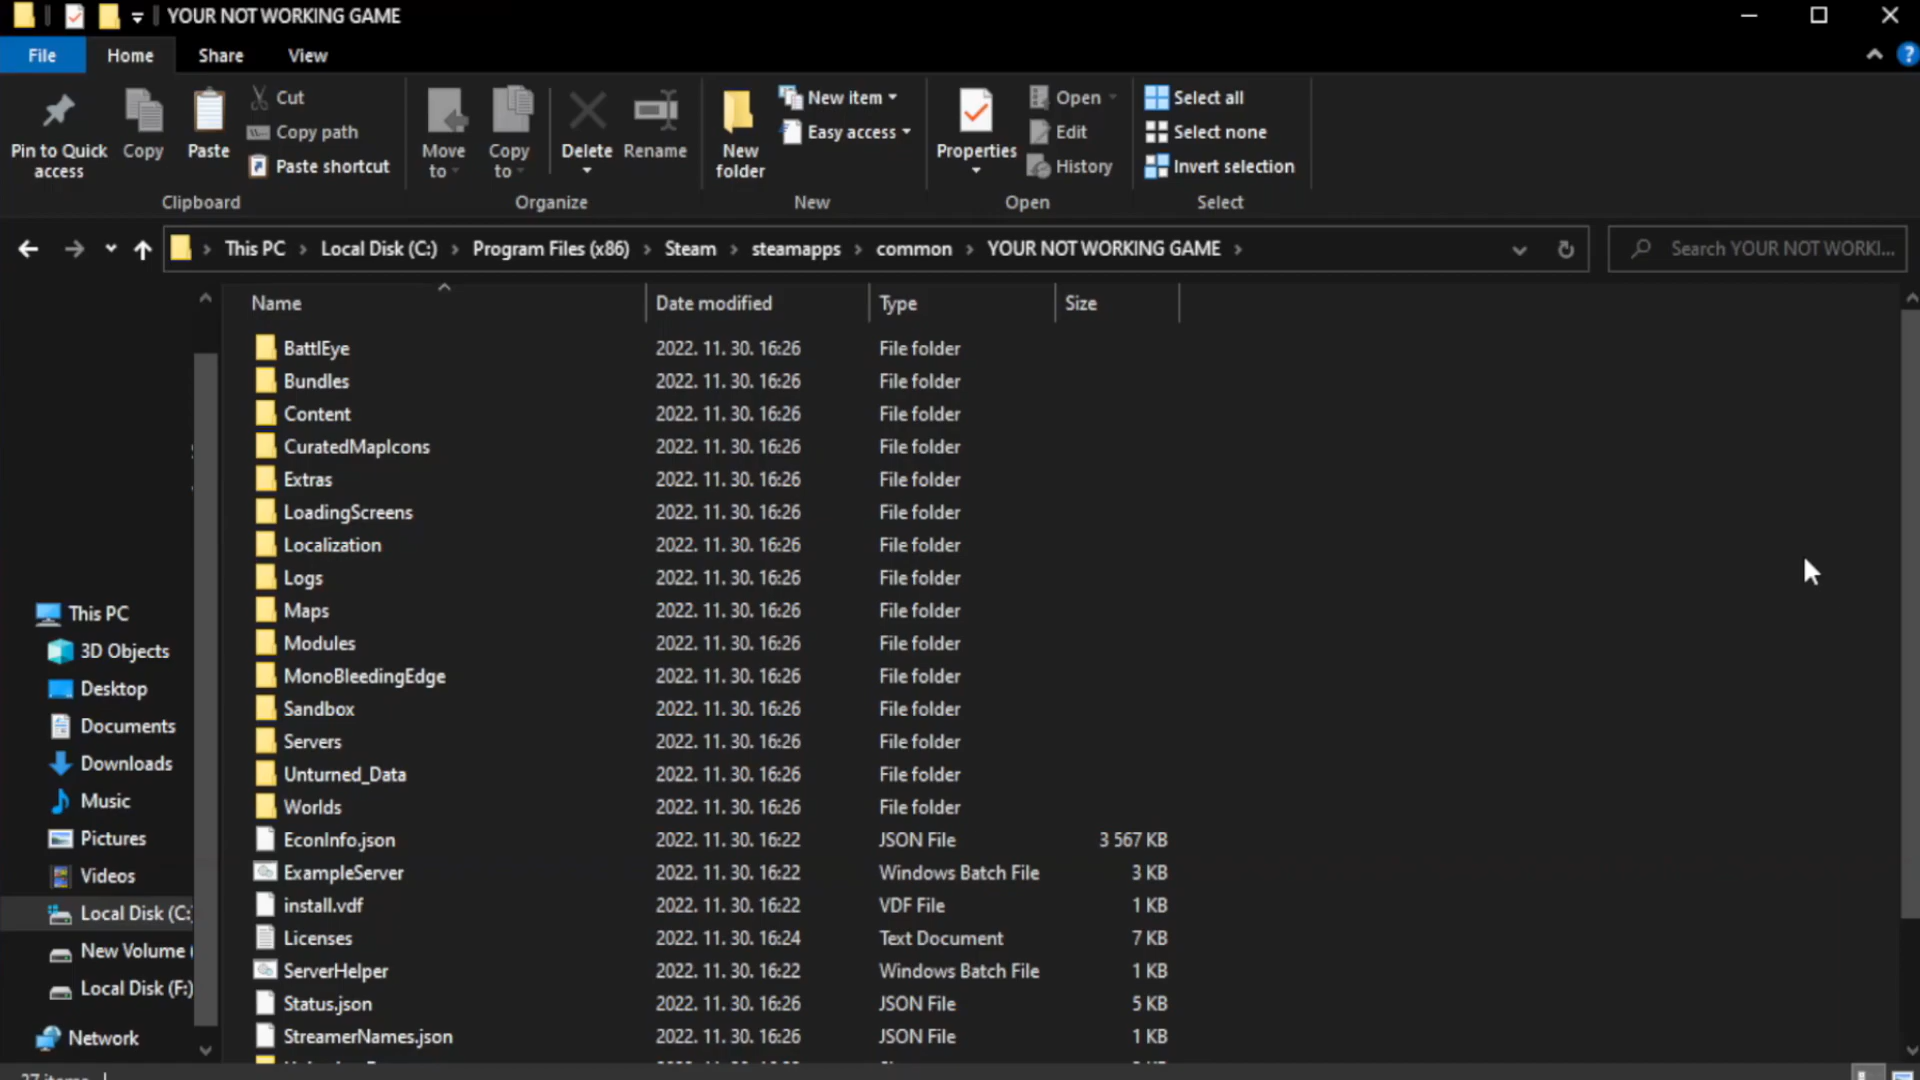 YOUR NOT WORKING GAME
File Home Share View
Pin to Quick access
Copy
Paste
Cut
Copy path
Paste shortcut
Clipboard
Move to
Copy to
Delete
Rename
Organize
New folder
New item
Easy access
New
Properties
Open
Edit
History
Open
Select all
Select none
Invert selection
Select
This PC Local Disk (C:) Program Files (x86) Steam steamapps common YOUR NOT WORKING GAME
Search YOUR NOT WORKI...
Name Date modified Type Size
BattlEye 2022. 11. 30. 16:26 File folder
Bundles 2022. 11. 30. 16:26 File folder
Content 2022. 11. 30. 16:26 File folder
CuratedMapIcons 2022. 11. 30. 16:26 File folder
Extras 2022. 11. 30. 16:26 File folder
LoadingScreens 2022. 11. 30. 16:26 File folder
Localization 2022. 11. 30. 16:26 File folder
Logs 2022. 11. 30. 16:26 File folder
Maps 2022. 11. 30. 16:26 File folder
Modules 2022. 11. 30. 16:26 File folder
MonoBleedingEdge 2022. 11. 30. 16:26 File folder
Sandbox 2022. 11. 30. 16:26 File folder
Servers 2022. 11. 30. 16:26 File folder
Unturned_Data 2022. 11. 30. 16:26 File folder
Worlds 2022. 11. 30. 16:26 File folder
EconInfo.json 2022. 11. 30. 16:22 JSON File 3 567 KB
ExampleServer 2022. 11. 30. 16:22 Windows Batch File 3 KB
install.vdf 2022. 11. 30. 16:22 VDF File 1 KB
Licenses 2022. 11. 30. 16:24 Text Document 7 KB
ServerHelper 2022. 11. 30. 16:22 Windows Batch File 1 KB
Status.json 2022. 11. 30. 16:26 JSON File 5 KB
StreamerNames.json 2022. 11. 30. 16:26 JSON File 1 KB
This PC
3D Objects
Desktop
Documents
Downloads
Music
Pictures
Videos
Local Disk (C:)
New Volume (
Local Disk (F:)
Network